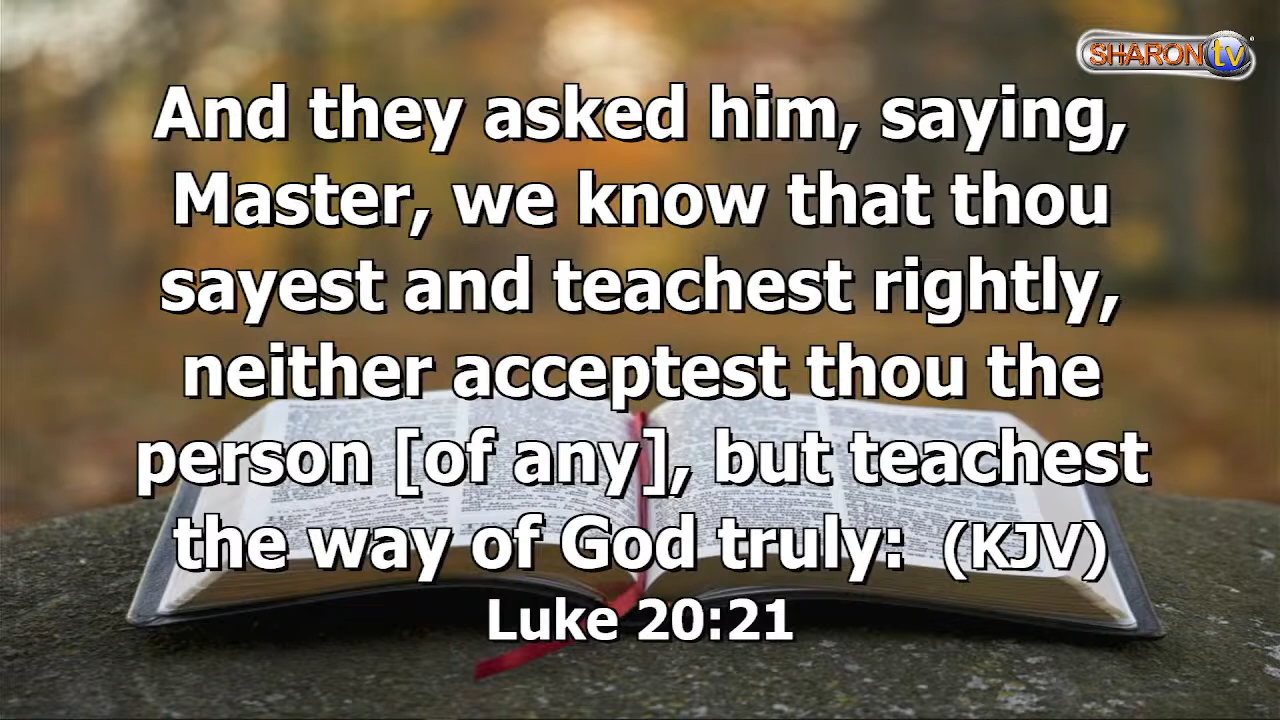 SHARON tv
And they asked him, saying,
Master, we know that thou
sayest and teachest rightly,
neither acceptest thou the
person [of any], but teachest
the way of God truly: (KJV)
Luke 20:21